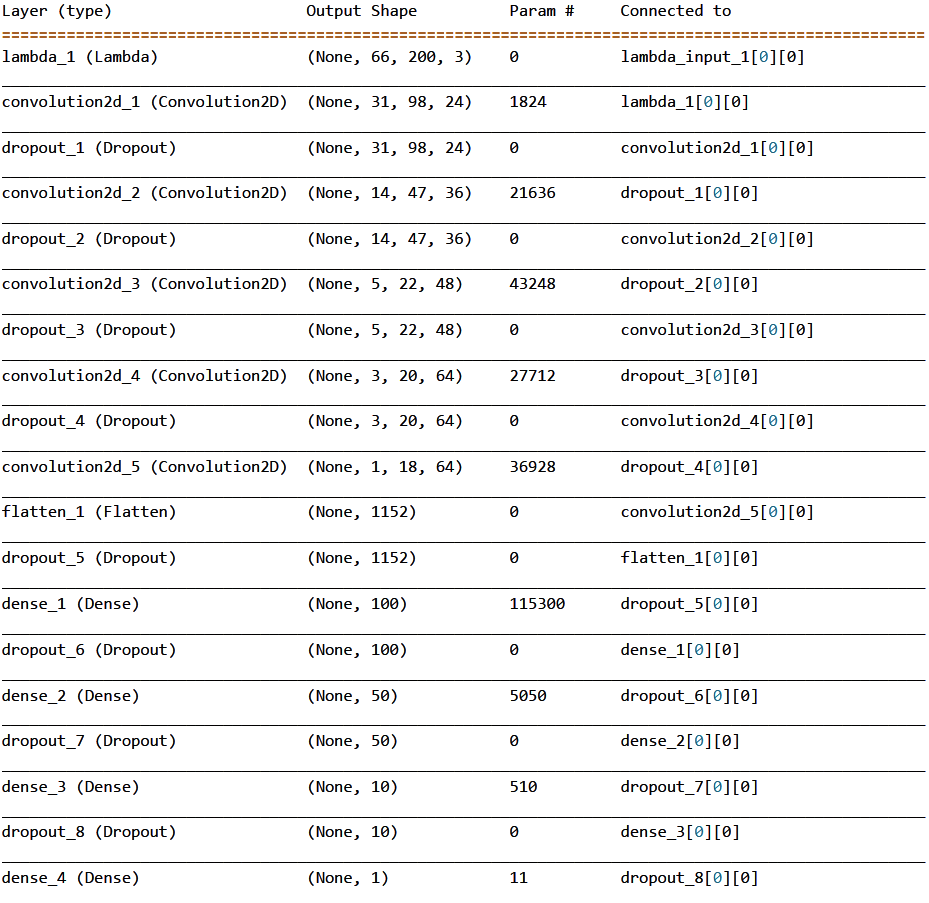 Layer (type) Output Shape Param # Connected to
====================================================================================================
lambda_1 (Lambda) (None, 66, 200, 3) 0 lambda_input_1[0][0]
convolution2d_1 (Convolution2D) (None, 31, 98, 24) 1824 lambda_1[0][0]
dropout_1 (Dropout) (None, 31, 98, 24) 0 convolution2d_1[0][0]
convolution2d_2 (Convolution2D) (None, 14, 47, 36) 21636 dropout_1[0][0]
dropout_2 (Dropout) (None, 14, 47, 36) 0 convolution2d_2[0][0]
convolution2d_3 (Convolution2D) (None, 5, 22, 48) 43248 dropout_2[0][0]
dropout_3 (Dropout) (None, 5, 22, 48) 0 convolution2d_3[0][0]
convolution2d_4 (Convolution2D) (None, 3, 20, 64) 27712 dropout_3[0][0]
dropout_4 (Dropout) (None, 3, 20, 64) 0 convolution2d_4[0][0]
convolution2d_5 (Convolution2D) (None, 1, 18, 64) 36928 dropout_4[0][0]
flatten_1 (Flatten) (None, 1152) 0 convolution2d_5[0][0]
dropout_5 (Dropout) (None, 1152) 0 flatten_1[0][0]
dense_1 (Dense) (None, 100) 115300 dropout_5[0][0]
dropout_6 (Dropout) (None, 100) 0 dense_1[0][0]
dense_2 (Dense) (None, 50) 5050 dropout_6[0][0]
dropout_7 (Dropout) (None, 50) 0 dense_2[0][0]
dense_3 (Dense) (None, 10) 510 dropout_7[0][0]
dropout_8 (Dropout) (None, 10) 0 dense_3[0][0]
dense_4 (Dense) (None, 1) 11 dropout_8[0][0]